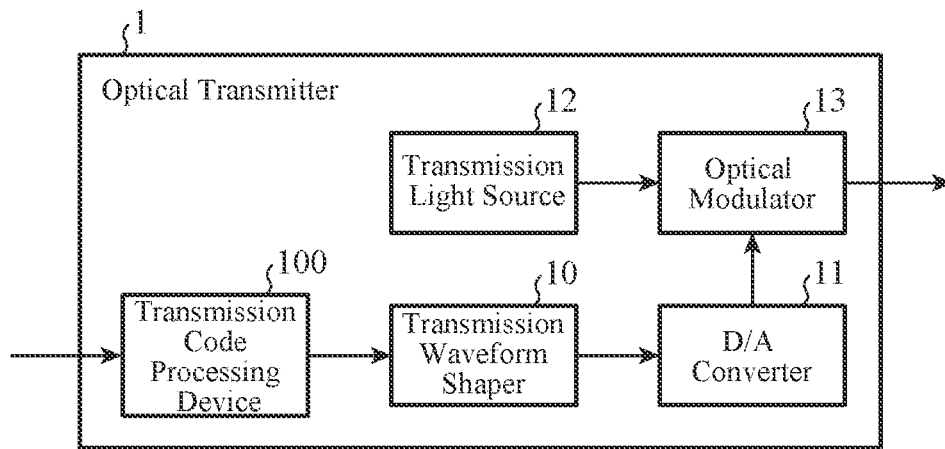 1
Optical Transmitter
12
Transmission
Light Source
13
Optical
Modulator
100
Transmission
Code
Processing
Device
10
Transmission
Waveform
Shaper
11
D/A
Converter